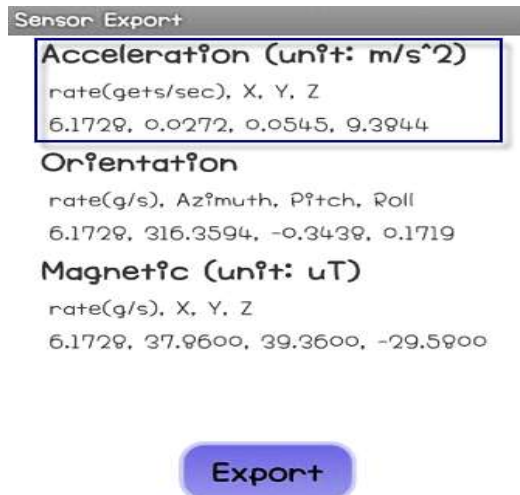 Sensor Export
Acceleration (unit: m/s^2)
rate(gets/sec), X, Y, Z
6.1728, 0.0272, 0.0545, 9.3844
Orientation
rate(g/s), Azimuth, Pitch, Roll
6.1728, 316.3594, -0.3438, 0.1719
Magnetic (unit: uT)
rate(g/s), X, Y, Z
6.1728, 37.8600, 39.3600, -29.5800
Export